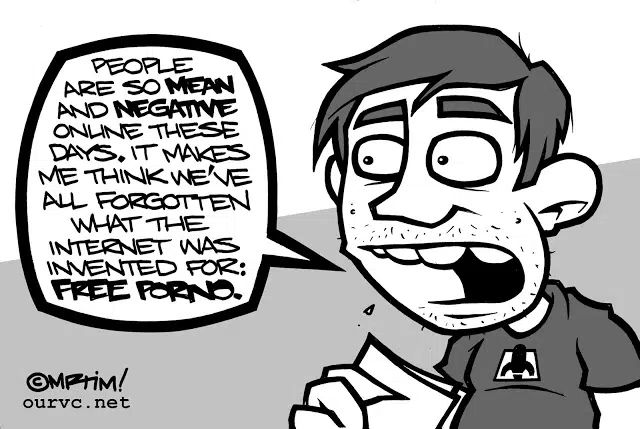 PEOPLE
ARE SO MEAN
AND NEGATIVE
ONLINE THESE
DAYS. IT MAKES
ME THINK WE'VE
ALL FORGOTTEN
WHAT THE
INTERNET WAS
INVENTED FOR:
FREE PORNO.
©MRTIM!
ourvc.net